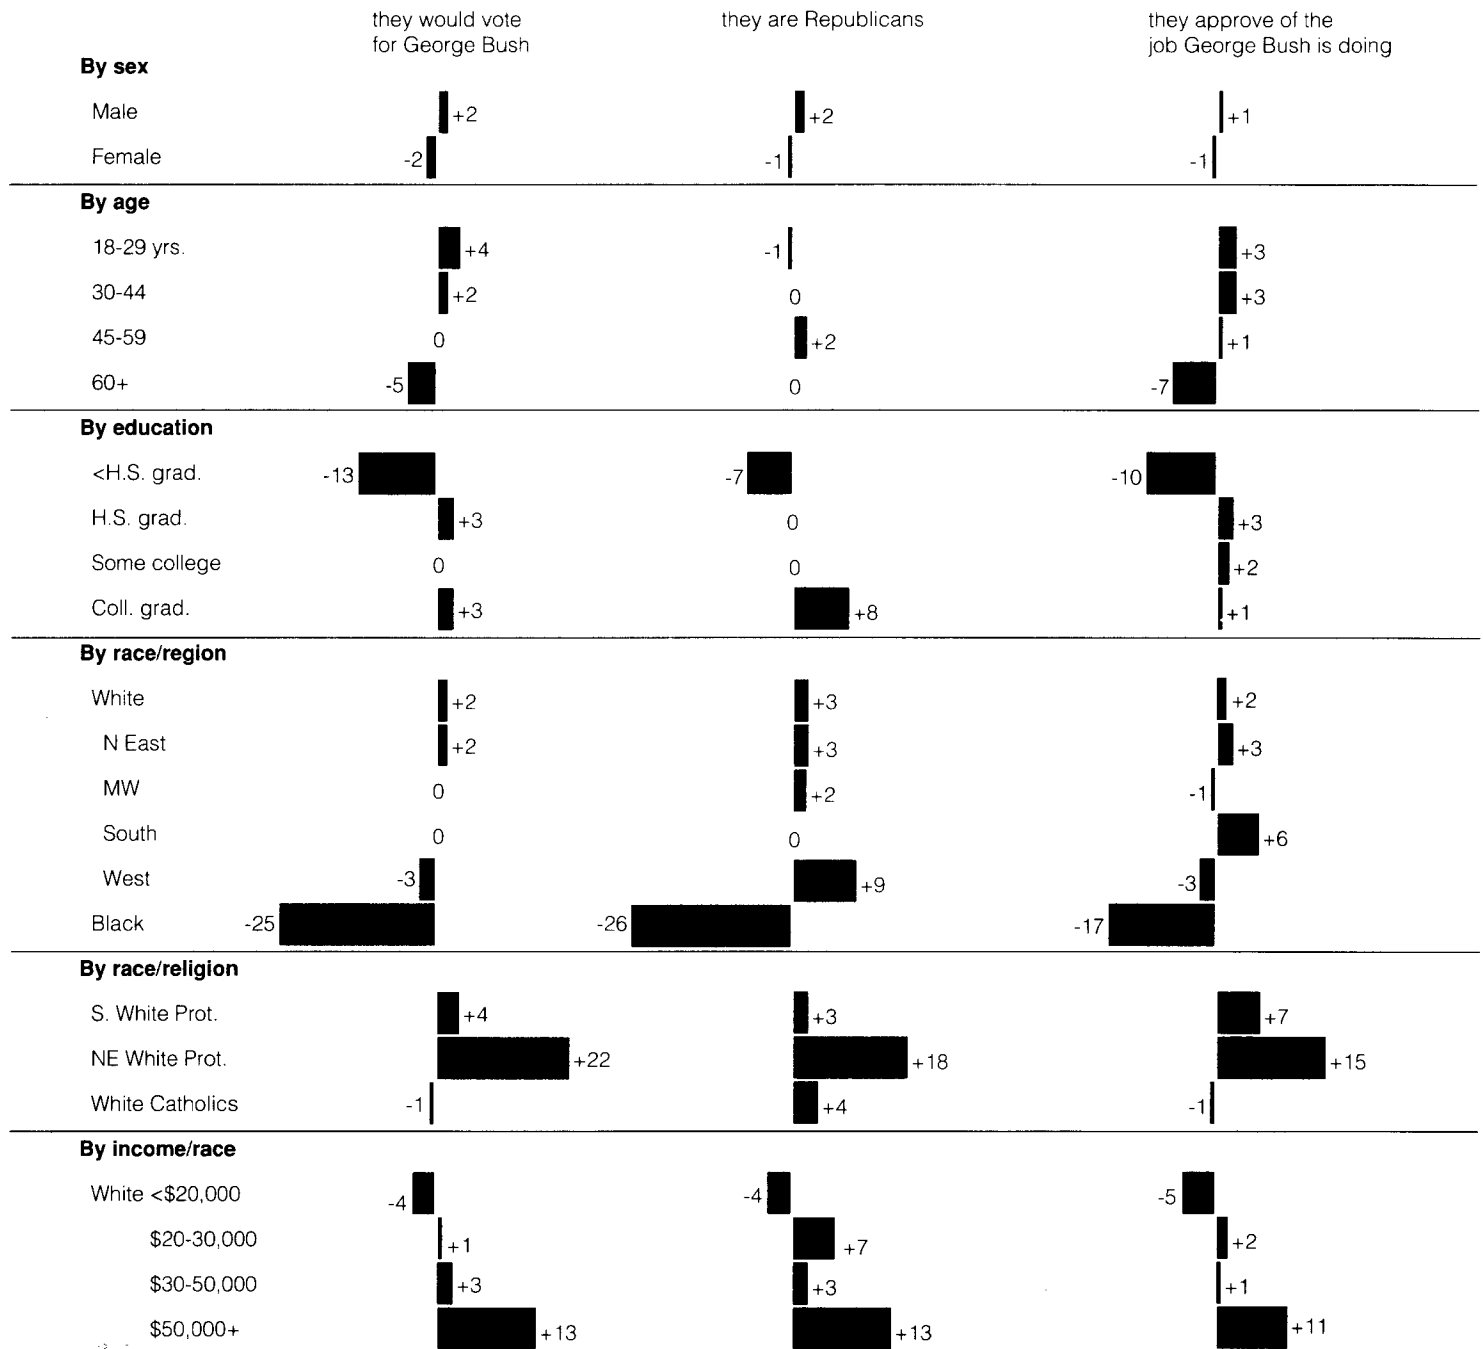 they would vote they are Republicans they approve of the
for George Bush job George Bush is doing
By sex
Male +2 +2 +1
Female -2 -1 -1
By age
18-29 yrs. +4 -1 +3
30-44 +2 0 +3
45-59 0 +2 +1
60+ -5 0 -7
By education
<H.S. grad. -13 -7 -10
H.S. grad. +3 0 +3
Some college 0 0 +2
Coll. grad. +3 +8 +1
By race/region
White +2 +3 +2
N East +2 +3 +3
MW 0 +2 -1
South 0 0 +6
West -3 +9 -3
Black -25 -26 -17
By race/religion
S. White Prot. +4 +3 +7
NE White Prot. +22 +18 +15
White Catholics -1 +4 -1
By income/race
White <$20,000 -4 -4 -5
$20-30,000 +1 +7 +2
$30-50,000 +3 +3 +1
$50,000+ +13 +13 +11